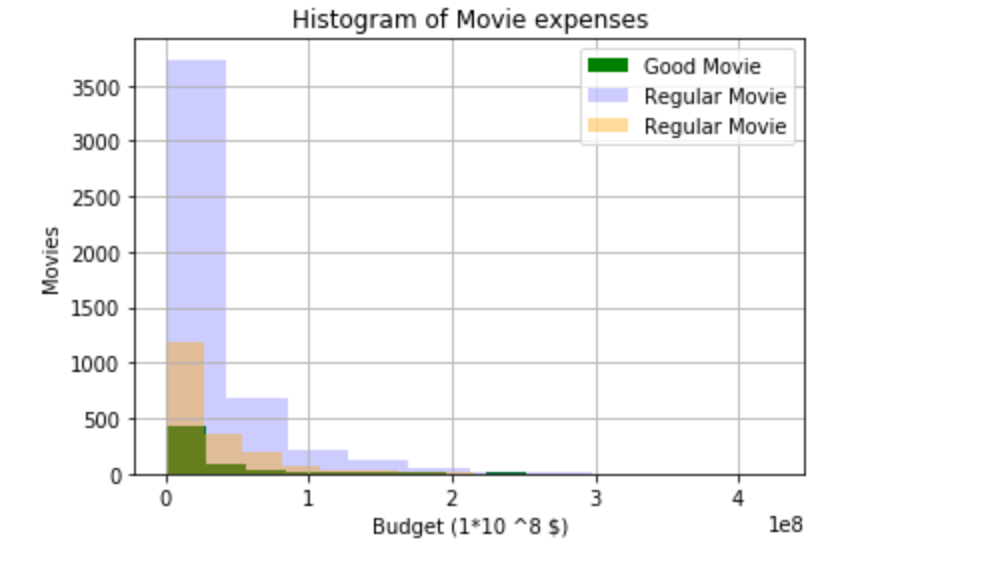 Histogram of Movie expenses
Good Movie
Regular Movie
Regular Movie
3500
3000
2500
2000
1500
1000
500
0
Movies
0 1 2 3 4
1e8
Budget (1*10 ^8 $)